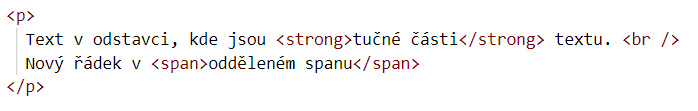 <p>
Text v odstavci, kde jsou <strong>tučné části</strong> textu. <br />
Nový řádek v <span>odděleném spanu</span>
</p>